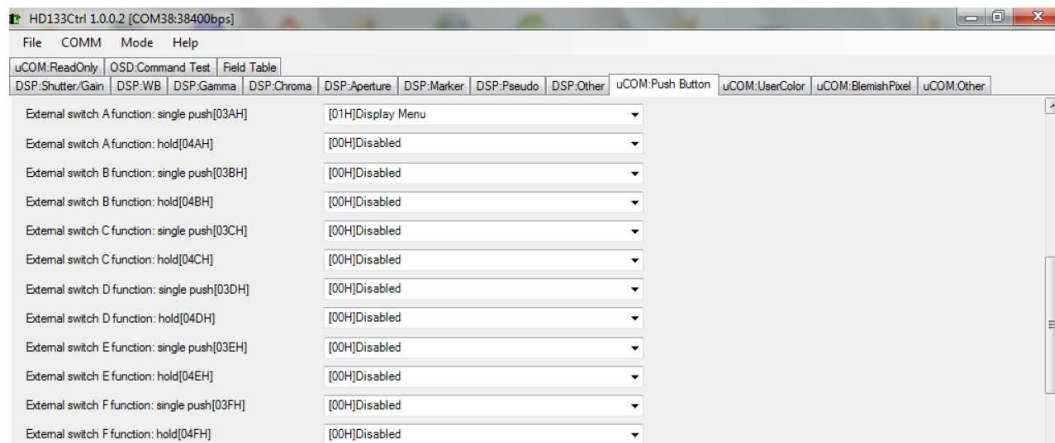 HD133Ctrl 1.0.0.2 [COM38:38400bps]
File COMM Mode Help
uCOM:ReadOnly OSD:Command Test Field Table
DSP:Shutter/Gain DSP:WB DSP:Gamma DSP:Chroma DSP:Aperture DSP:Marker DSP:Pseudo DSP:Other uCOM:Push Button uCOM:UserColor uCOM:BlemishPixel uCOM:Other
External switch A function: single push[03AH] [01H]Display Menu
External switch A function: hold[04AH] [00H]Disabled
External switch B function: single push[03BH] [00H]Disabled
External switch B function: hold[04BH] [00H]Disabled
External switch C function: single push[03CH] [00H]Disabled
External switch C function: hold[04CH] [00H]Disabled
External switch D function: single push[03DH] [00H]Disabled
External switch D function: hold[04DH] [00H]Disabled
External switch E function: single push[03EH] [00H]Disabled
External switch E function: hold[04EH] [00H]Disabled
External switch F function: single push[03FH] [00H]Disabled
External switch F function: hold[04FH] [00H]Disabled